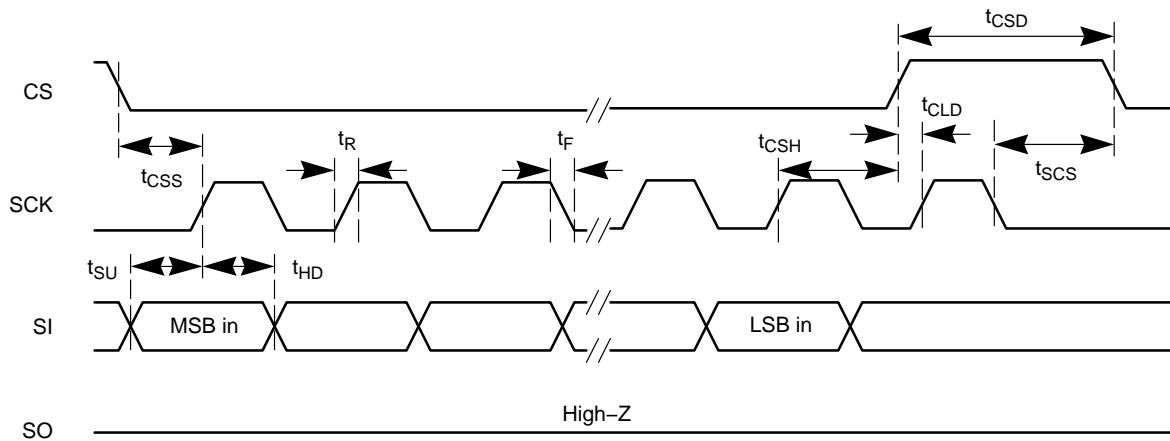 tCSD
CS
tCLD
tR
tF
tCSH
tCSS
tSCS
SCK
tSU
tHD
SI
MSB in
LSB in
High–Z
SO